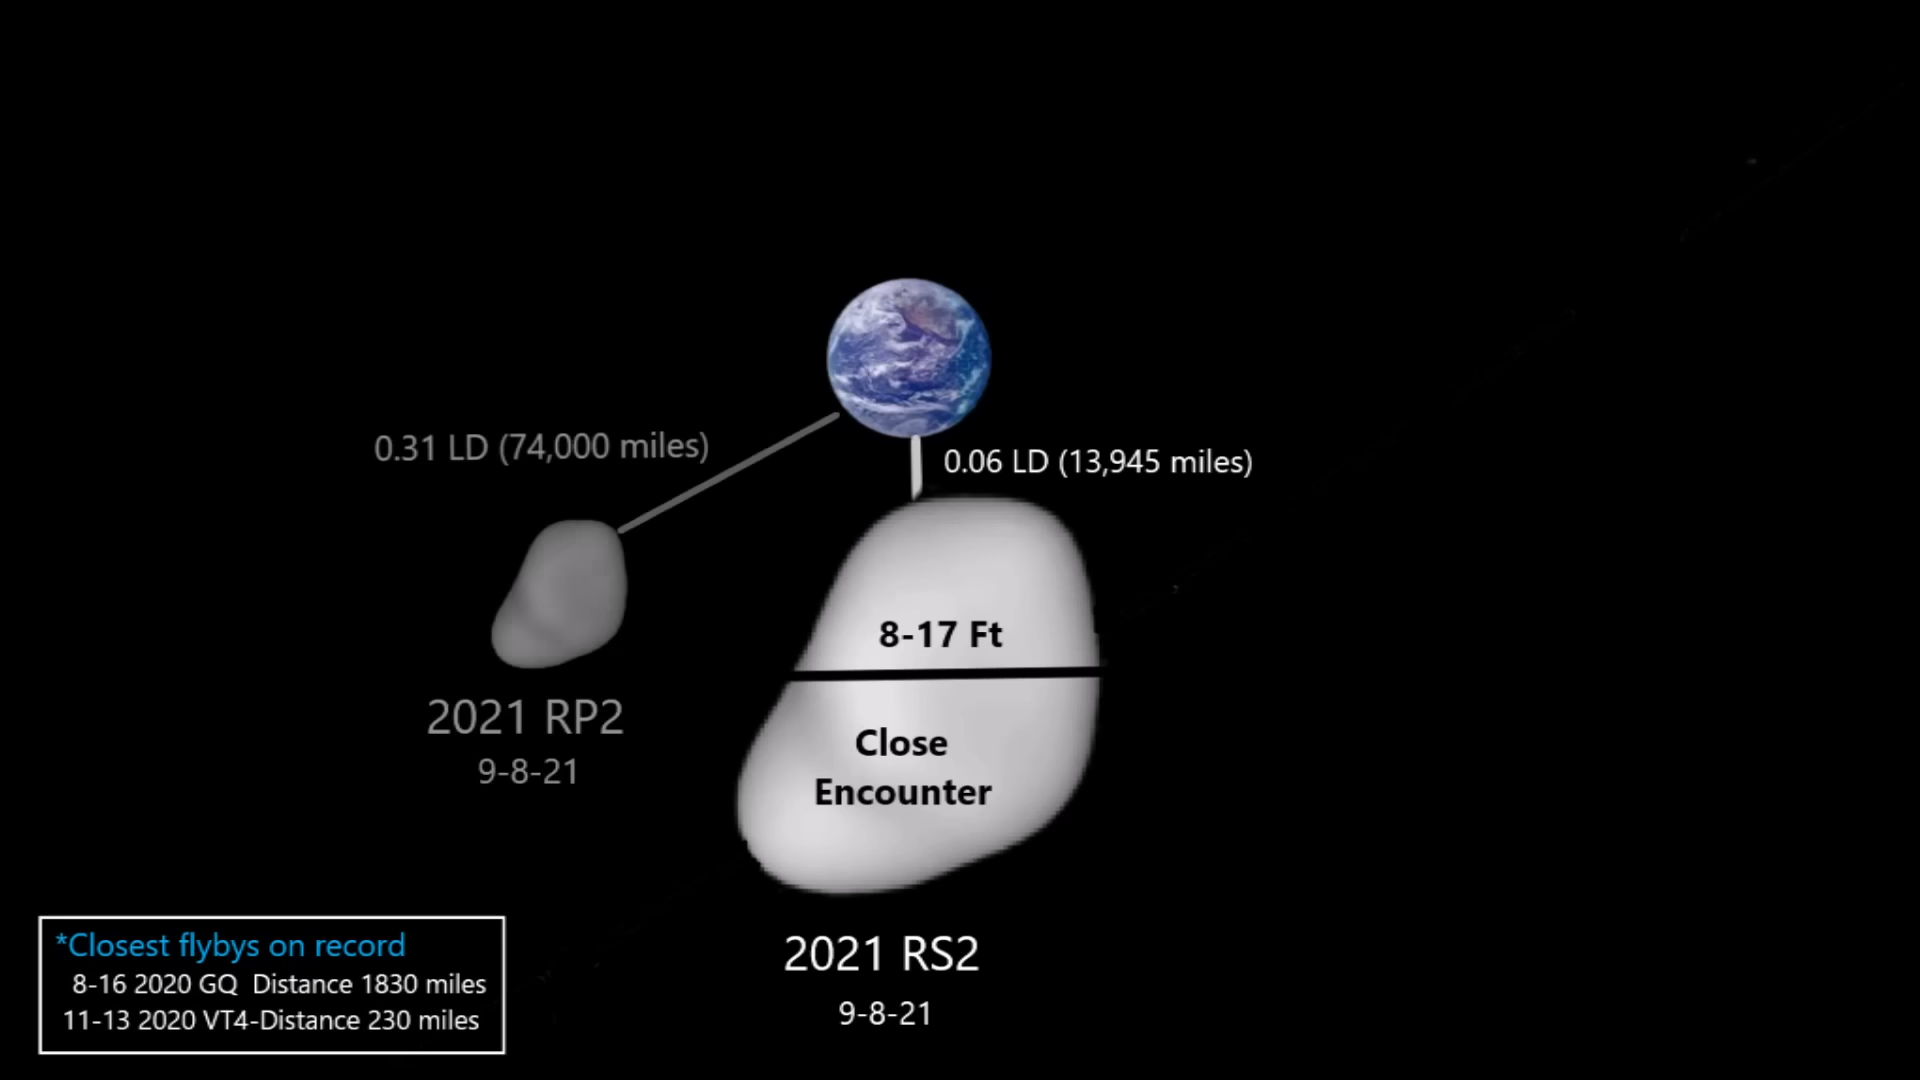 0.31 LD (74,000 miles)
0.06 LD (13,945 miles)
8-17 Ft
Close
Encounter
2021 RP2
9-8-21
2021 RS2
9-8-21
*Closest flybys on record
8-16 2020 GQ  Distance 1830 miles
11-13 2020 VT4-Distance 230 miles